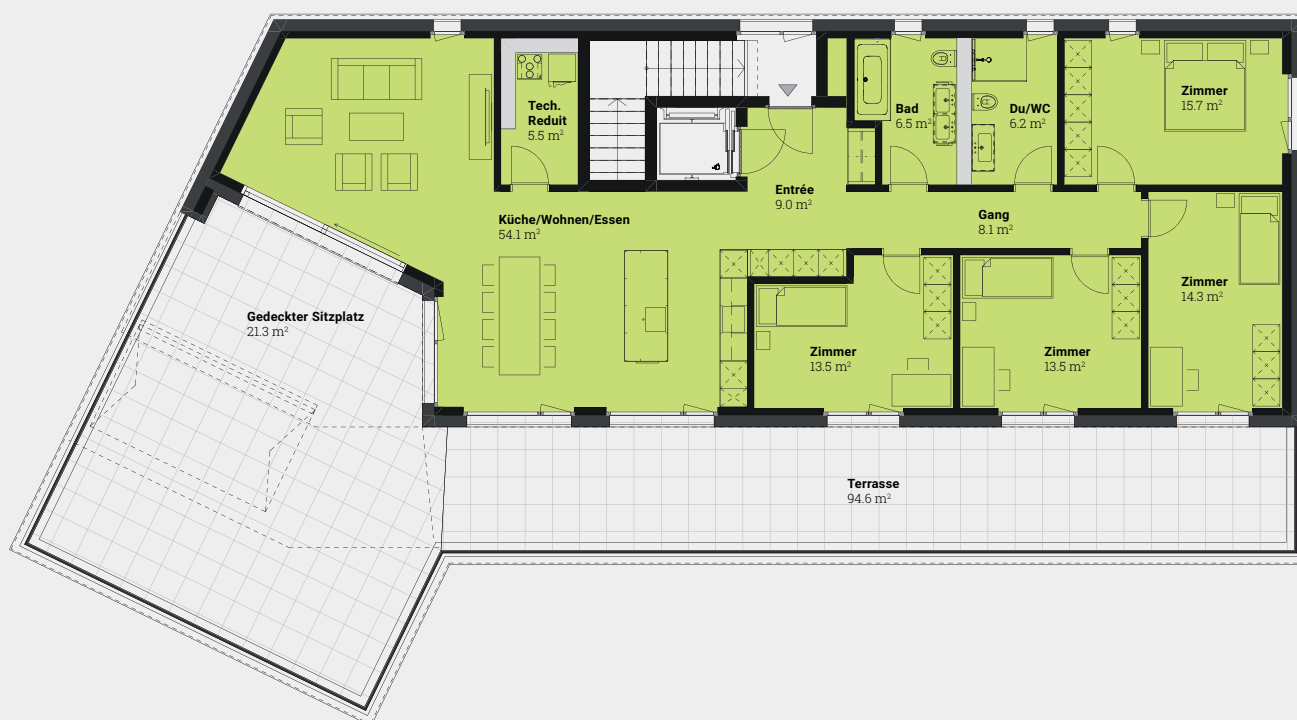 Tech.
Reduit
5.5 m²
Bad
6.5 m²
Du/WC
6.2 m²
Zimmer
15.7 m²
Entrée
9.0 m²
Küche/Wohnen/Essen
54.1 m²
Gang
8.1 m²
Zimmer
14.3 m²
Gedeckter Sitzplatz
21.3 m²
Zimmer
13.5 m²
Zimmer
13.5 m²
Terrasse
94.6 m²